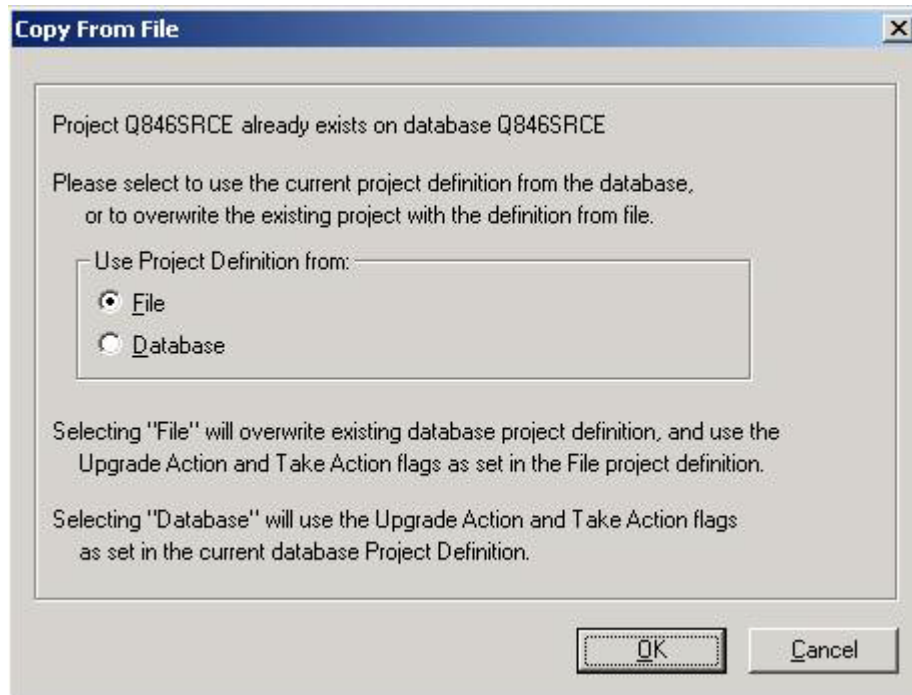 Copy From File
Project Q846SRCE already exists on database Q846SRCE
Please select to use the current project definition from the database,
or to overwrite the existing project with the definition from file.
Use Project Definition from:
File
Database
Selecting "File" will overwrite existing database project definition, and use the
Upgrade Action and Take Action flags as set in the File project definition.
Selecting "Database" will use the Upgrade Action and Take Action flags
as set in the current database Project Definition.
OK
Cancel